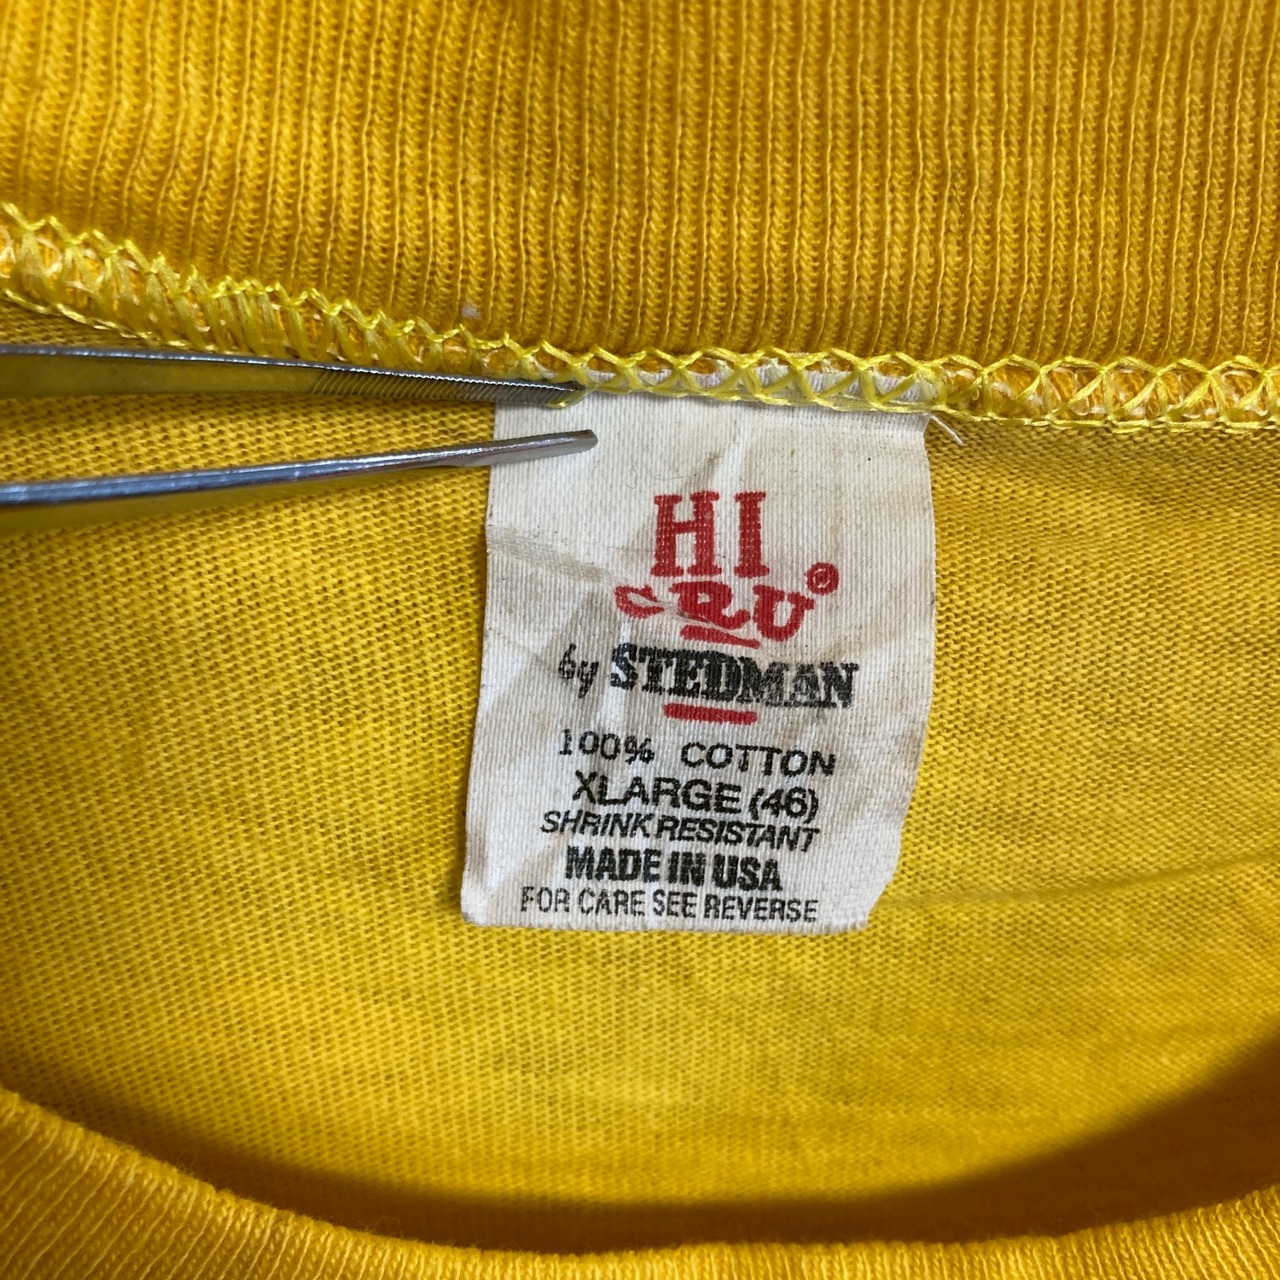 HI
CRU®
by STEDMAN
100% COTTON
XLARGE (46)
SHRINK RESISTANT
MADE IN USA
FOR CARE SEE REVERSE